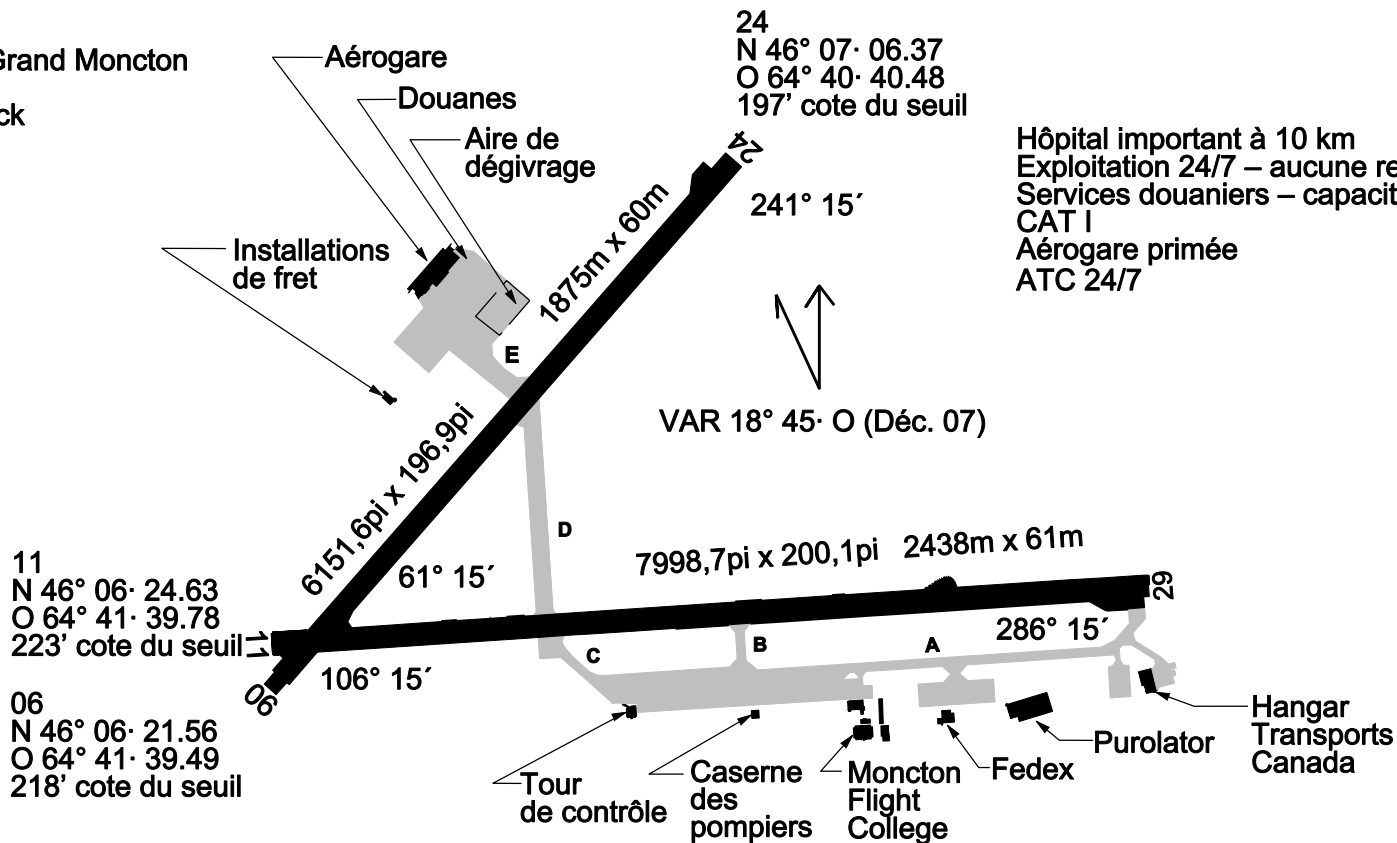 Grand Moncton
ck
Aérogare
Douanes
Aire de
dégivrage
Installations
de fret
24
N 46° 07· 06.37
O 64° 40· 40.48
197' cote du seuil
24
241° 15´
Hôpital important à 10 km
Exploitation 24/7 – aucune re
Services douaniers – capacit
CAT I
Aérogare primée
ATC 24/7
1875m x 60m
E
VAR 18° 45· O (Déc. 07)
6151,6pi x 196,9pi
D
61° 15´
7998,7pi x 200,1pi 2438m x 61m
29
11
N 46° 06· 24.63
O 64° 41· 39.78
223' cote du seuil
11
106° 15´
C
B
A
286° 15´
06
06
N 46° 06· 21.56
O 64° 41· 39.49
218' cote du seuil
Tour
de contrôle
Caserne
des
pompiers
Moncton
Flight
College
Fedex
Purolator
Hangar
Transports
Canada